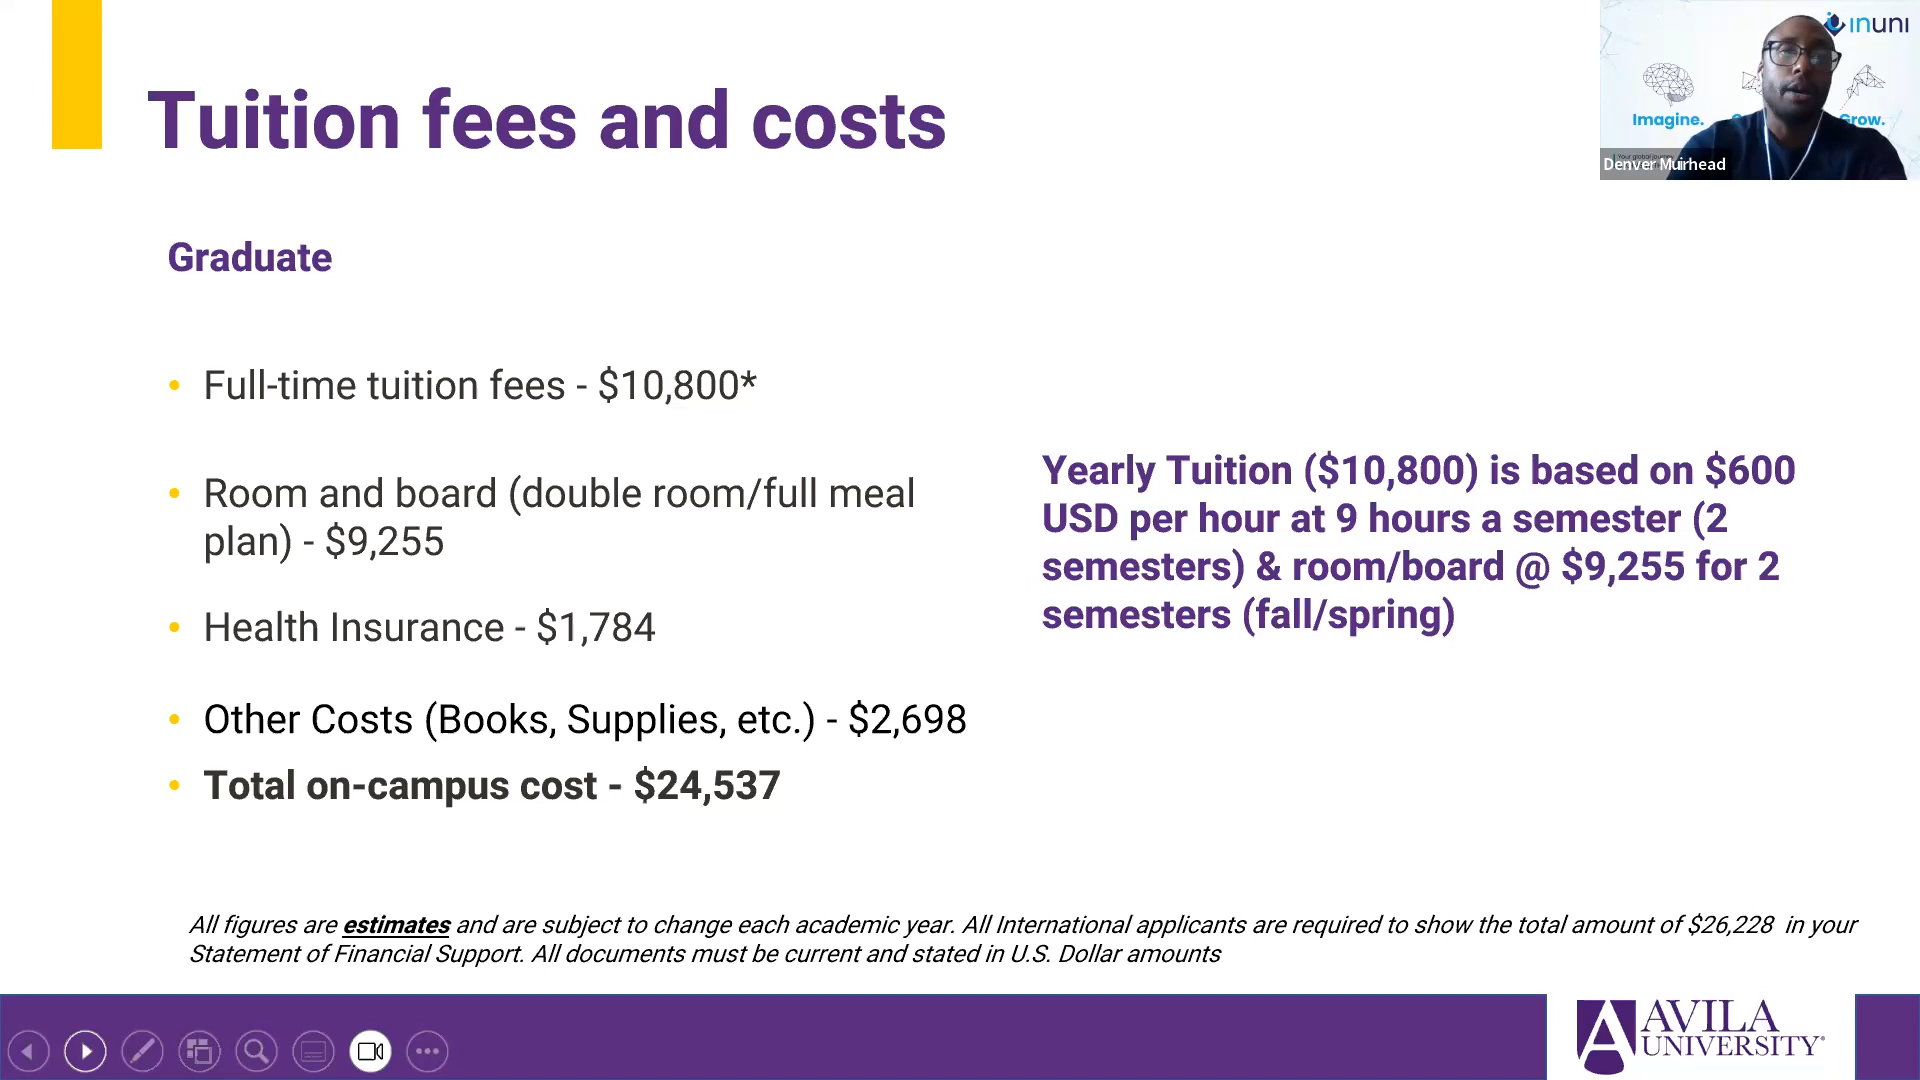 Tuition fees and costs
inuni
Imagine.
Grow.
Denver Muirhead
Graduate
• Full-time tuition fees - $10,800*
• Room and board (double room/full meal
plan) - $9,255
• Health Insurance - $1,784
• Other Costs (Books, Supplies, etc.) - $2,698
• Total on-campus cost - $24,537
Yearly Tuition ($10,800) is based on $600
USD per hour at 9 hours a semester (2
semesters) & room/board @ $9,255 for 2
semesters (fall/spring)
All figures are estimates and are subject to change each academic year. All International applicants are required to show the total amount of $26,228 in your
Statement of Financial Support. All documents must be current and stated in U.S. Dollar amounts
AVILA
UNIVERSITY